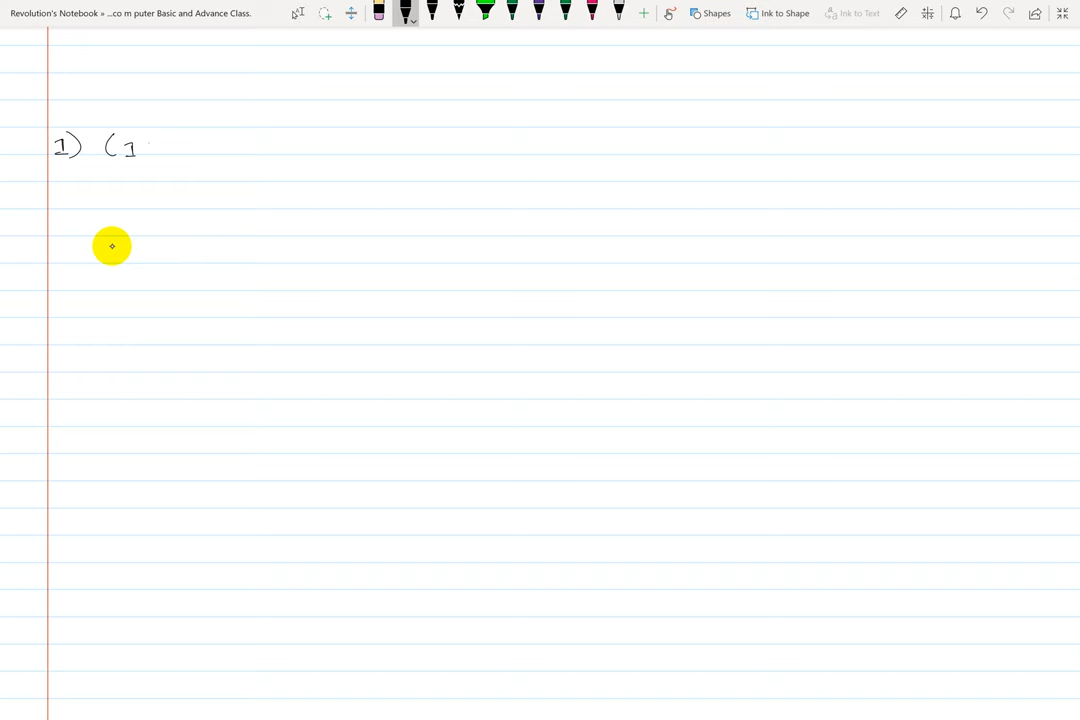 Revolution's Notebook » ...co m puter Basic and Advance Class.
Shapes
Ink to Shape
Ink to Text
1) (1